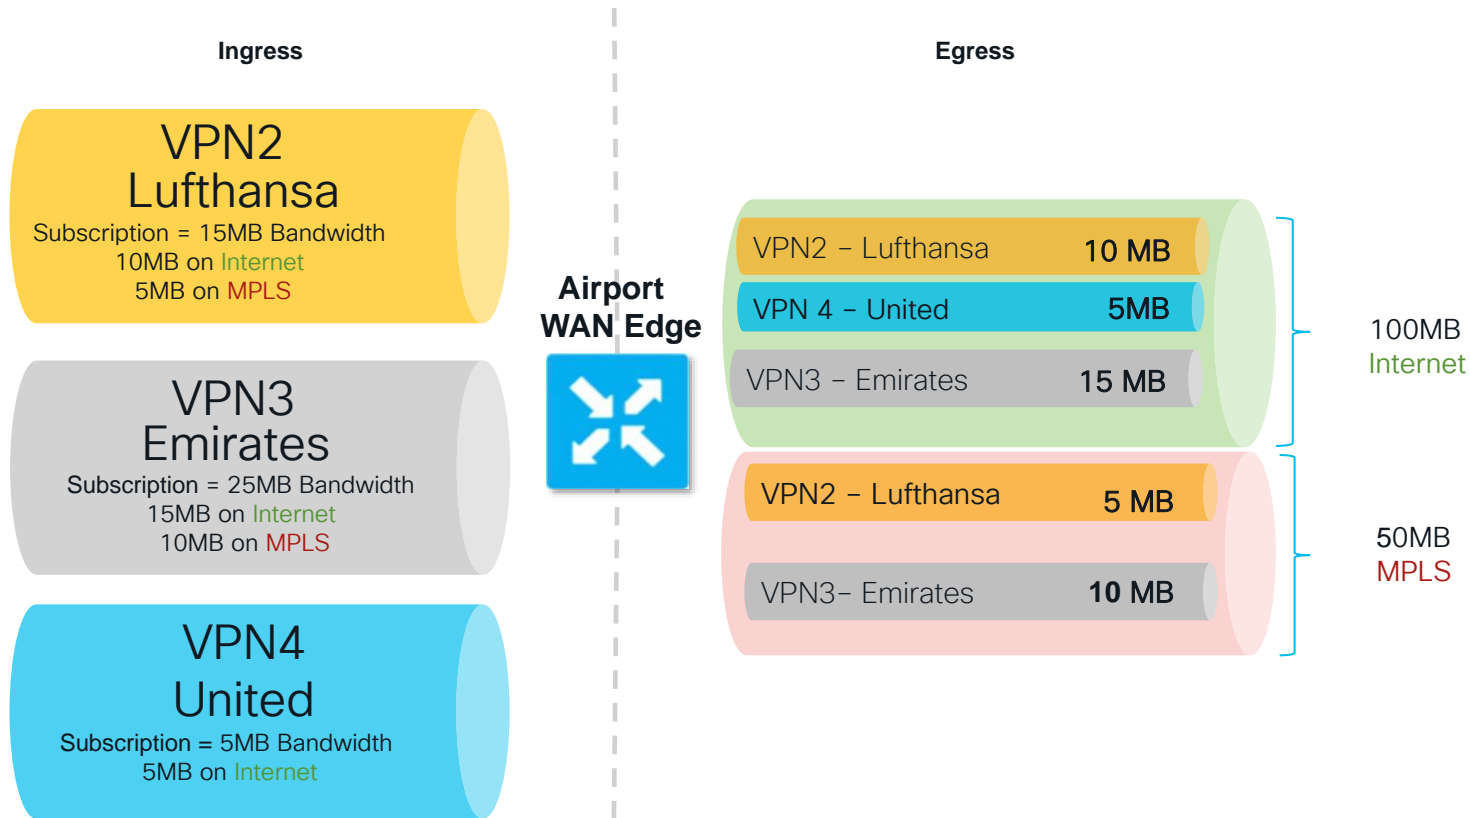 Ingress
Egress
VPN2
Lufthansa
Subscription = 15MB Bandwidth
10MB on Internet
5MB on MPLS
VPN3
Emirates
Subscription = 25MB Bandwidth
15MB on Internet
10MB on MPLS
VPN4
United
Subscription = 5MB Bandwidth
5MB on Internet
Airport
WAN Edge
VPN2 – Lufthansa 10 MB
VPN 4 – United 5MB
VPN3 – Emirates 15 MB
100MB
Internet
VPN2 – Lufthansa 5 MB
VPN3– Emirates 10 MB
50MB
MPLS